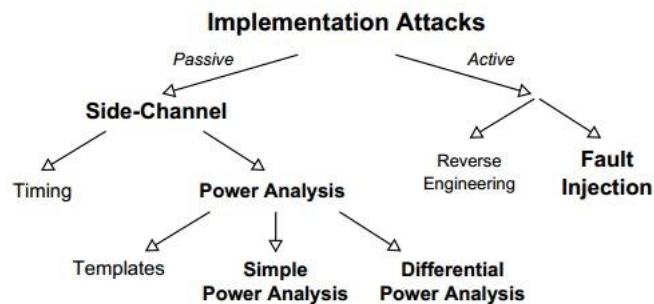 Implementation Attacks
Passive
Active
Side-Channel
Timing
Power Analysis
Reverse
Engineering
Fault
Injection
Templates
Simple
Power Analysis
Differential
Power Analysis